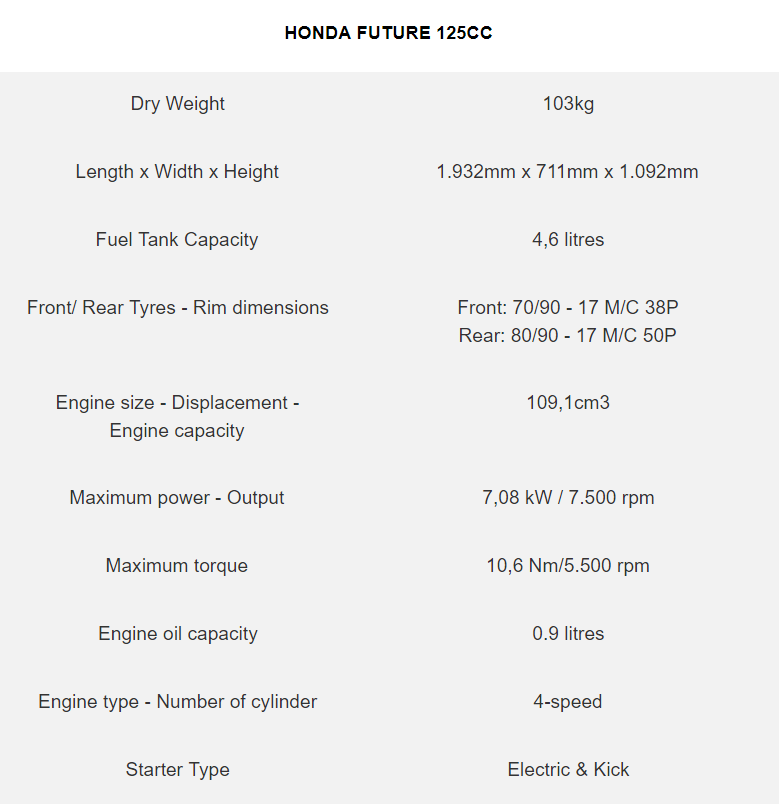 HONDA FUTURE 125CC
Dry Weight 103kg
Length x Width x Height 1.932mm x 711mm x 1.092mm
Fuel Tank Capacity 4,6 litres
Front/ Rear Tyres - Rim dimensions Front: 70/90 - 17 M/C 38P
Rear: 80/90 - 17 M/C 50P
Engine size - Displacement - 109,1cm3
Engine capacity
Maximum power - Output 7,08 kW / 7.500 rpm
Maximum torque 10,6 Nm/5.500 rpm
Engine oil capacity 0.9 litres
Engine type - Number of cylinder 4-speed
Starter Type Electric & Kick